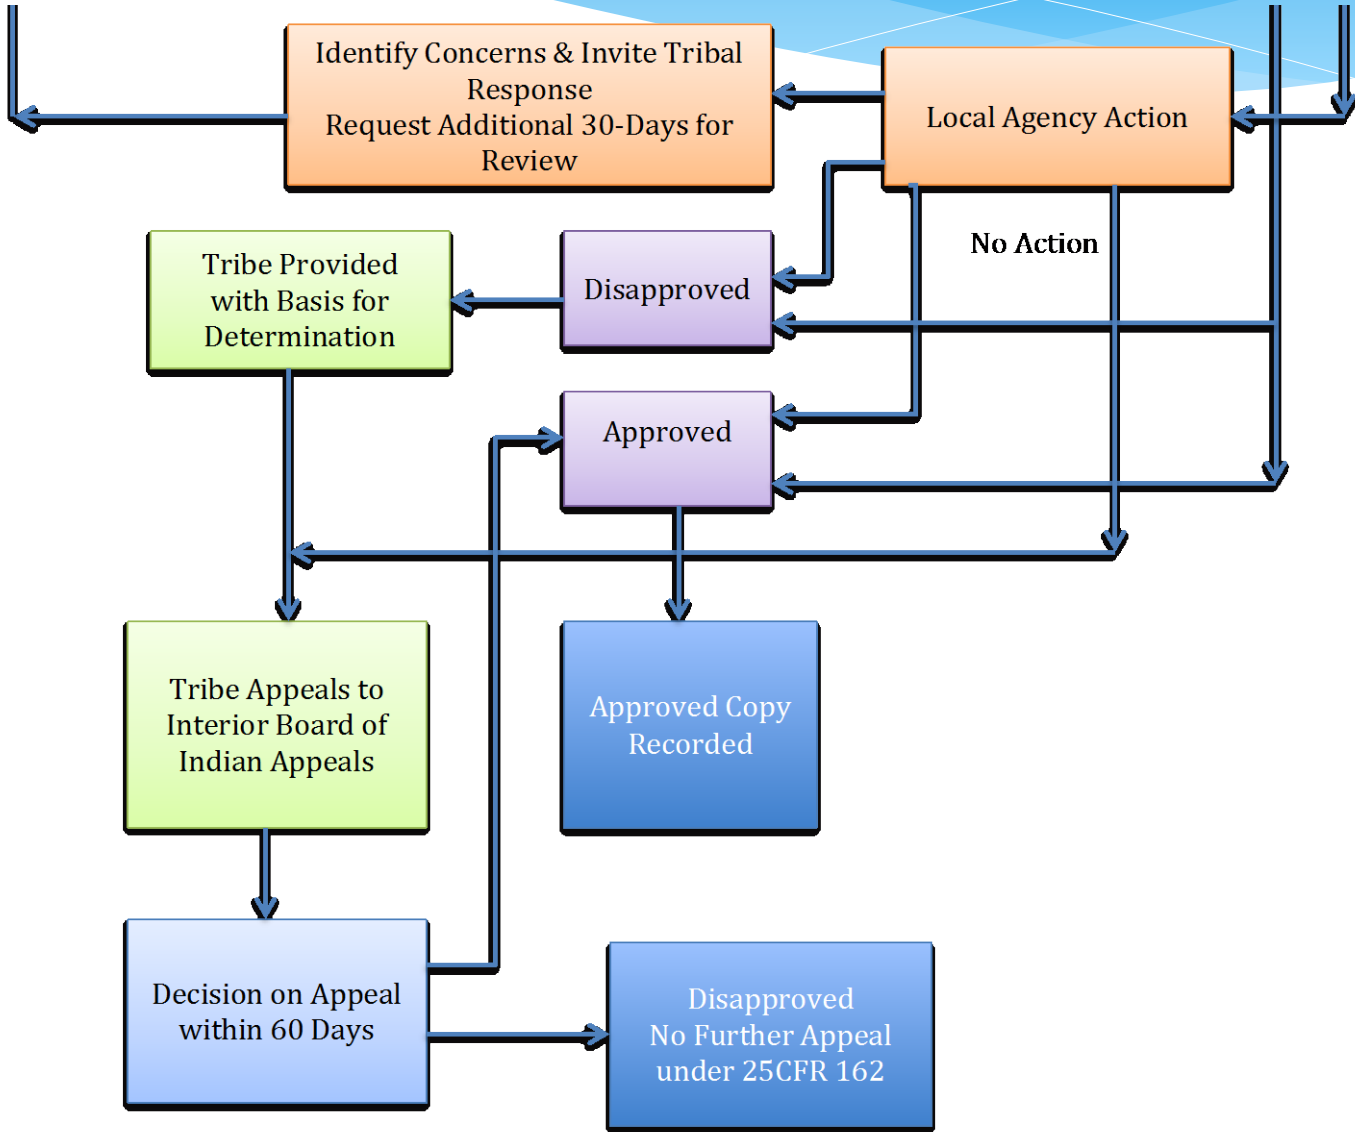 Identify Concerns & Invite Tribal
Response
Request Additional 30-Days for
Review
Local Agency Action
No Action
Tribe Provided
with Basis for
Determination
Disapproved
Approved
Tribe Appeals to
Interior Board of
Indian Appeals
Approved Copy
Recorded
Decision on Appeal
within 60 Days
Disapproved
No Further Appeal
under 25CFR 162